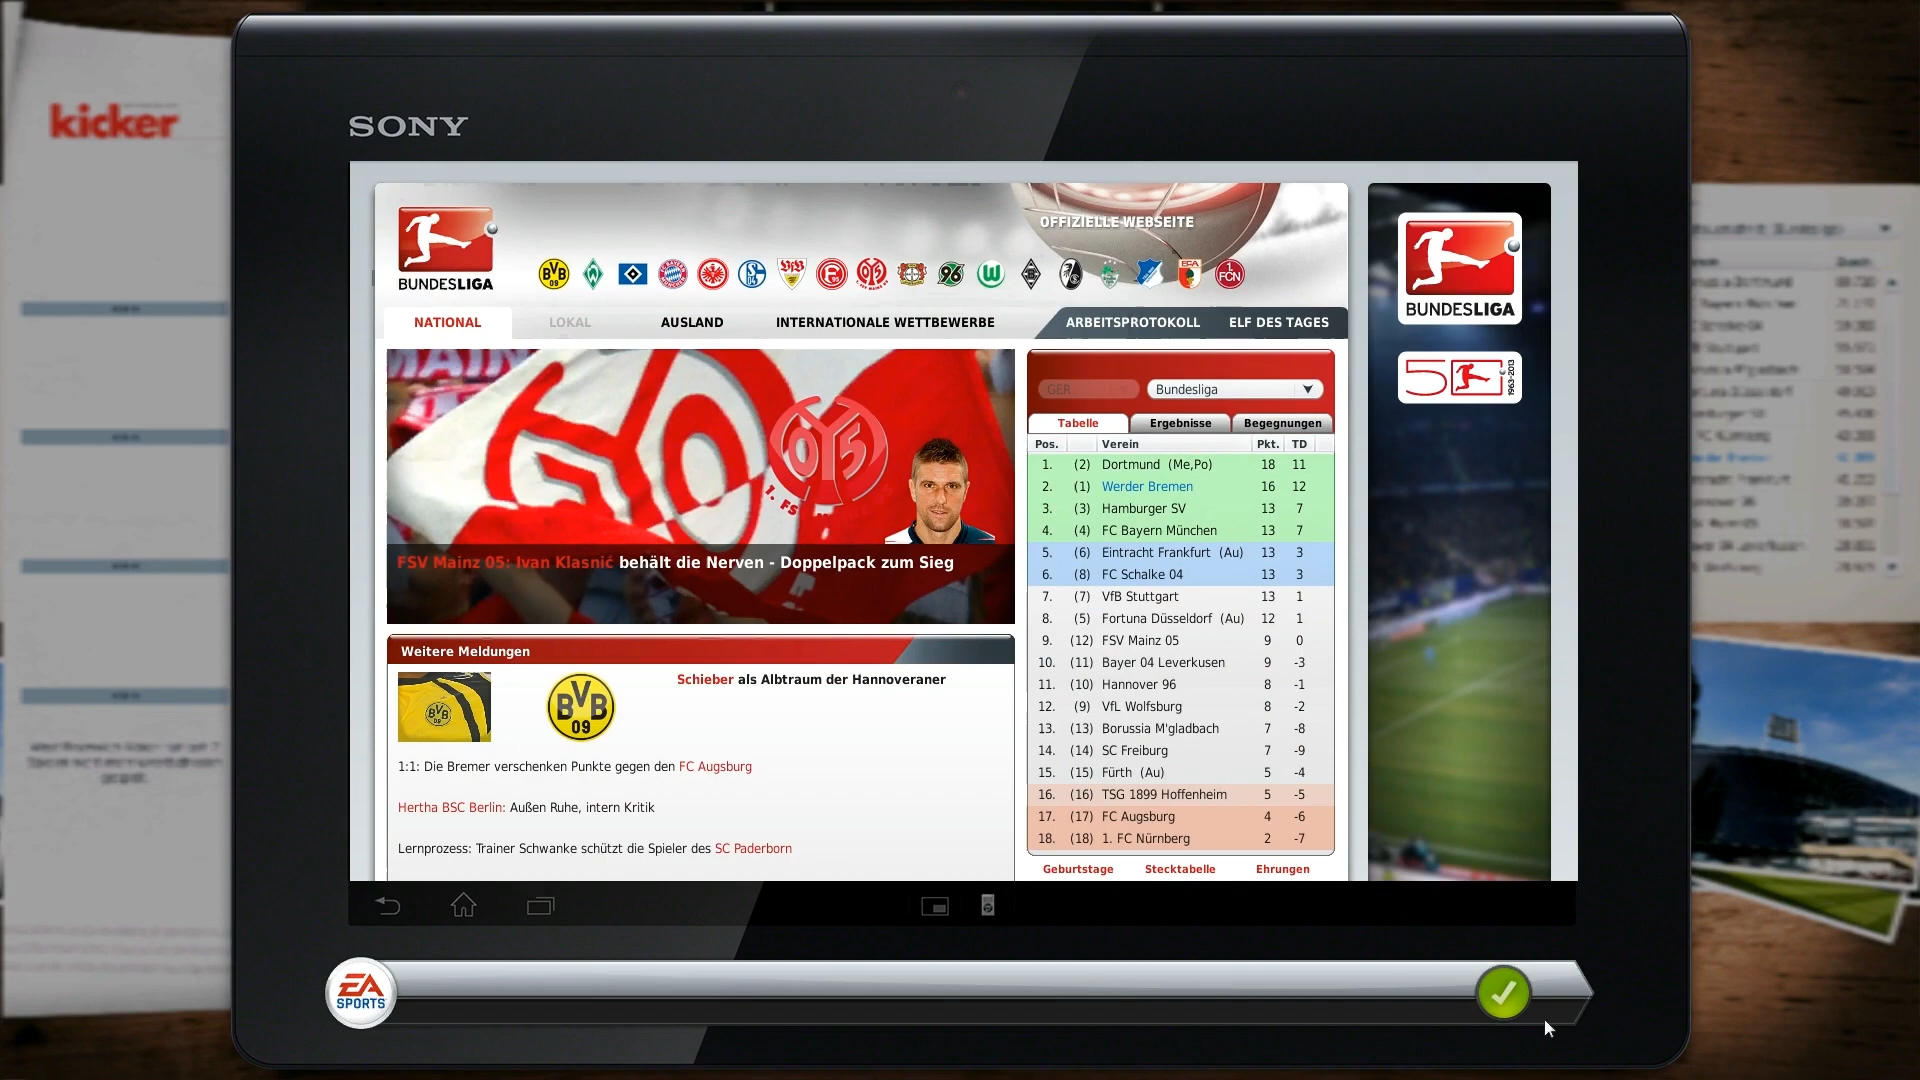 kicker
SONY
OFFIZIELLE WEBSEITE
BUNDESLIGA
NATIONAL LOKAL AUSLAND INTERNATIONALE WETTBEWERBE ARBEITSPROTOKOLL ELF DES TAGES
FSV Mainz 05: Ivan Klasnić behält die Nerven - Doppelpack zum Sieg
Weitere Meldungen
Schieber als Albtraum der Hannoveraner
BVB
09
1:1: Die Bremer verschenken Punkte gegen den FC Augsburg
Hertha BSC Berlin: Außen Ruhe, intern Kritik
Lernprozess: Trainer Schwanke schützt die Spieler des SC Paderborn
GER Bundesliga
Tabelle Ergebnisse Begegnungen
Pos. Verein Pkt. TD
1. (2) Dortmund (Me,Po) 18 11
2. (1) Werder Bremen 16 12
3. (3) Hamburger SV 13 7
4. (4) FC Bayern München 13 7
5. (6) Eintracht Frankfurt (Au) 13 3
6. (8) FC Schalke 04 13 3
7. (7) VfB Stuttgart 13 1
8. (5) Fortuna Düsseldorf (Au) 12 1
9. (12) FSV Mainz 05 9 0
10. (11) Bayer 04 Leverkusen 9 -3
11. (10) Hannover 96 8 -1
12. (9) VfL Wolfsburg 8 -2
13. (13) Borussia M'gladbach 7 -8
14. (14) SC Freiburg 7 -9
15. (15) Fürth (Au) 5 -4
16. (16) TSG 1899 Hoffenheim 5 -5
17. (17) FC Augsburg 4 -6
18. (18) 1. FC Nürnberg 2 -7
Geburtstage Stecktabelle Ehrungen
BUNDESLIGA
50 1963-2013
EA
SPORTS